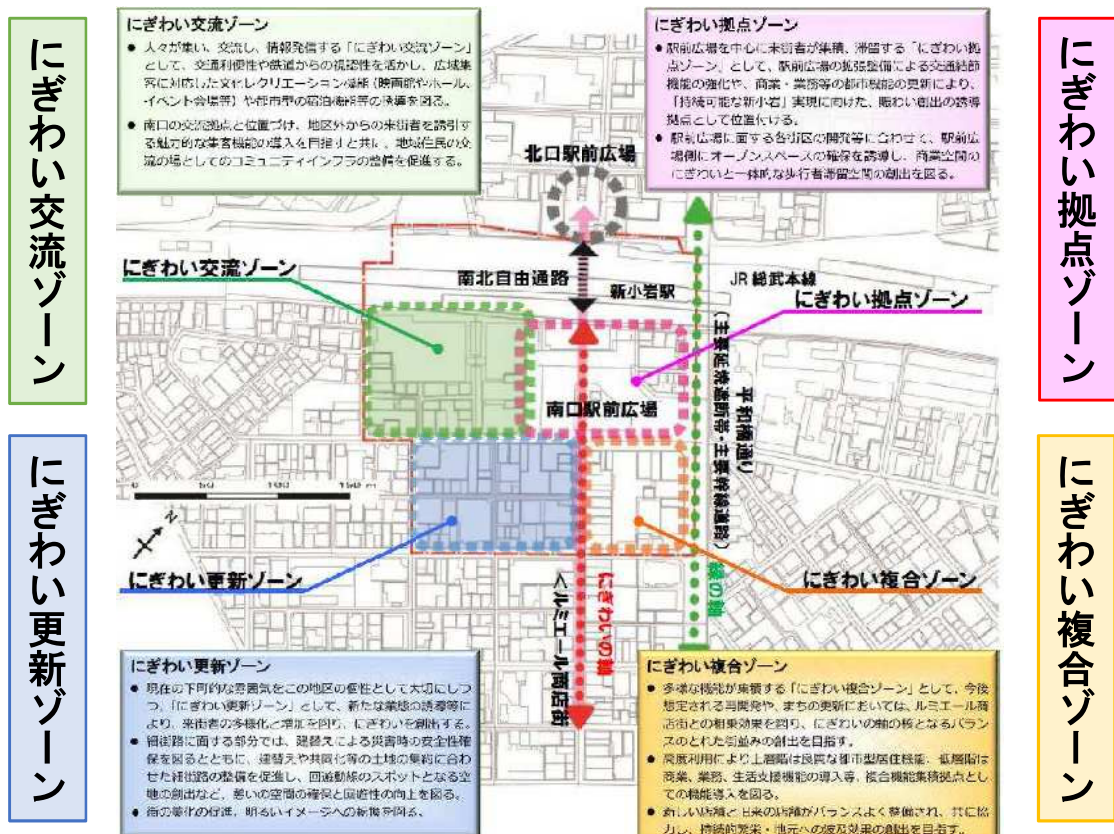 にぎわい交流ゾーン
にぎわい交流ゾーン
● 人々が集い、交流し、情報発信する「にぎわい交流ゾーン」
として、交通利便性や鉄道からの視認性を活かし、広域集
客に対応した文化レクリエーション機能（映画館やホール、
イベント会場等）や都市型の宿泊機能等の誘導を図る。
● 南口の交流拠点と位置づけ、地区外からの来街者を誘引す
る魅力的な集客機能の導入を目指すと共に、地域住民の交
流の場としてのコミュニティインフラの整備を促進する。
にぎわい拠点ゾーン
● 駅前広場を中心に来街者が集積、滞留する「にぎわい拠
点ゾーン」として、駅前広場の拡張整備による交通結節
機能の強化や、商業・業務等の都市機能の更新により、
「持続可能な新小岩」実現に向けた、賑わい創出の誘導
拠点として位置付ける。
● 駅前広場に面する各街区の開発等に合わせて、駅前広
場側にオープンスペースの確保を誘導し、商業空間の
にぎわいと一体的な歩行者滞留空間の創出を図る。
にぎわい拠点ゾーン
北口駅前広場
にぎわい交流ゾーン
南北自由通路
新小岩駅
JR 総武本線
にぎわい拠点ゾーン
南口駅前広場
平和橋通り
（主要延焼遮断帯・主要幹線道路）
緑の軸
0 50 100 150 m
N
にぎわい更新ゾーン
にぎわいの軸
＜ルミエール商店街
にぎわい複合ゾーン
にぎわい更新ゾーン
にぎわい更新ゾーン
● 現在の下町的な雰囲気をこの地区の個性として大切にしつ
つ、「にぎわい更新ゾーン」として、新たな業態の誘導等に
より、来街者の多様化と増加を図り、にぎわいを創出する。
● 細街路に面する部分では、建替えによる災害時の安全性確
保を図るとともに、建替えや共同化等の土地の集約に合わ
せた細街路の整備を促進し、回遊動線のスポットとなる空
地の創出など、憩いの空間の確保と回遊性の向上を図る。
● 街の美化の促進、明るいイメージへの転換を図る。
にぎわい複合ゾーン
● 多様な機能が集積する「にぎわい複合ゾーン」として、今後
想定される再開発や、まちの更新においては、ルミエール商
店街との相乗効果を図り、にぎわいの軸の核となるバラン
スのとれた街並みの創出を目指す。
● 高度利用により上層階は良質な都市型居住機能、低層階は
商業、業務、生活支援機能の導入等、複合機能集積拠点とし
ての機能導入を図る。
● 新しい店舗と旧来の店舗がバランスよく整備され、共に協
力し、持続的繁栄・地元への波及効果の創出を目指す。
にぎわい複合ゾーン